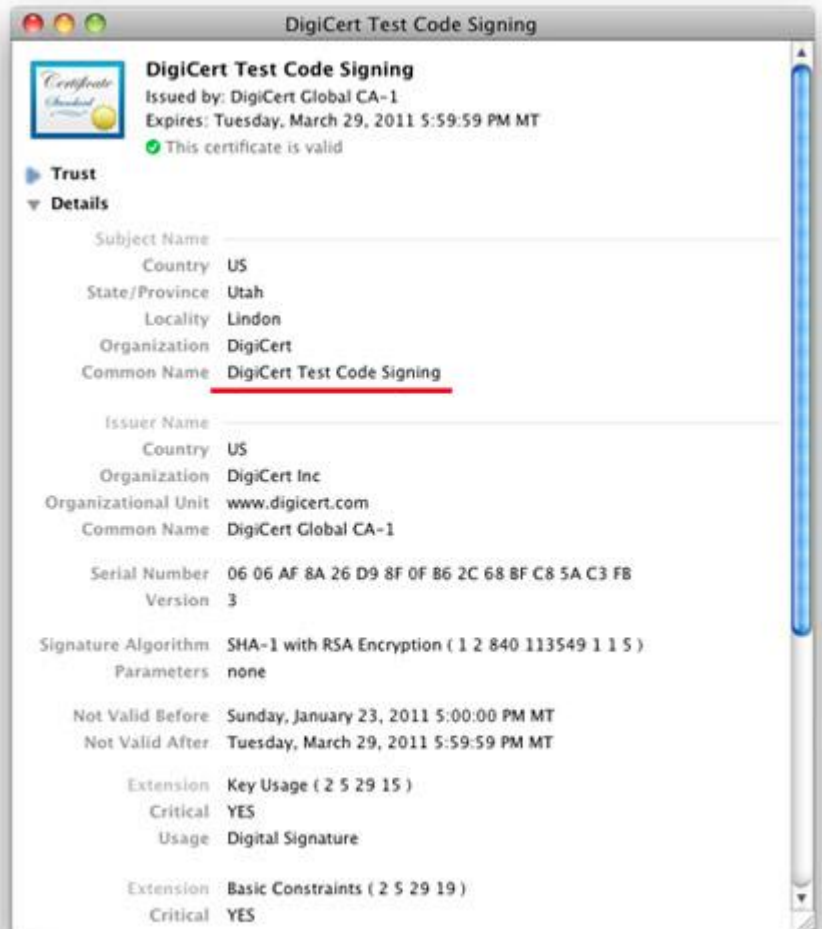 DigiCert Test Code Signing
Certificate
Standard
DigiCert Test Code Signing
Issued by: DigiCert Global CA-1
Expires: Tuesday, March 29, 2011 5:59:59 PM MT
This certificate is valid
Trust
Details
Subject Name
Country US
State/Province Utah
Locality Lindon
Organization DigiCert
Common Name DigiCert Test Code Signing
Issuer Name
Country US
Organization DigiCert Inc
Organizational Unit www.digicert.com
Common Name DigiCert Global CA-1
Serial Number 06 06 AF 8A 26 D9 8F 0F B6 2C 68 BF C8 5A C3 FB
Version 3
Signature Algorithm SHA-1 with RSA Encryption ( 1 2 840 113549 1 1 5 )
Parameters none
Not Valid Before Sunday, January 23, 2011 5:00:00 PM MT
Not Valid After Tuesday, March 29, 2011 5:59:59 PM MT
Extension Key Usage ( 2 5 29 15 )
Critical YES
Usage Digital Signature
Extension Basic Constraints ( 2 5 29 19 )
Critical YES